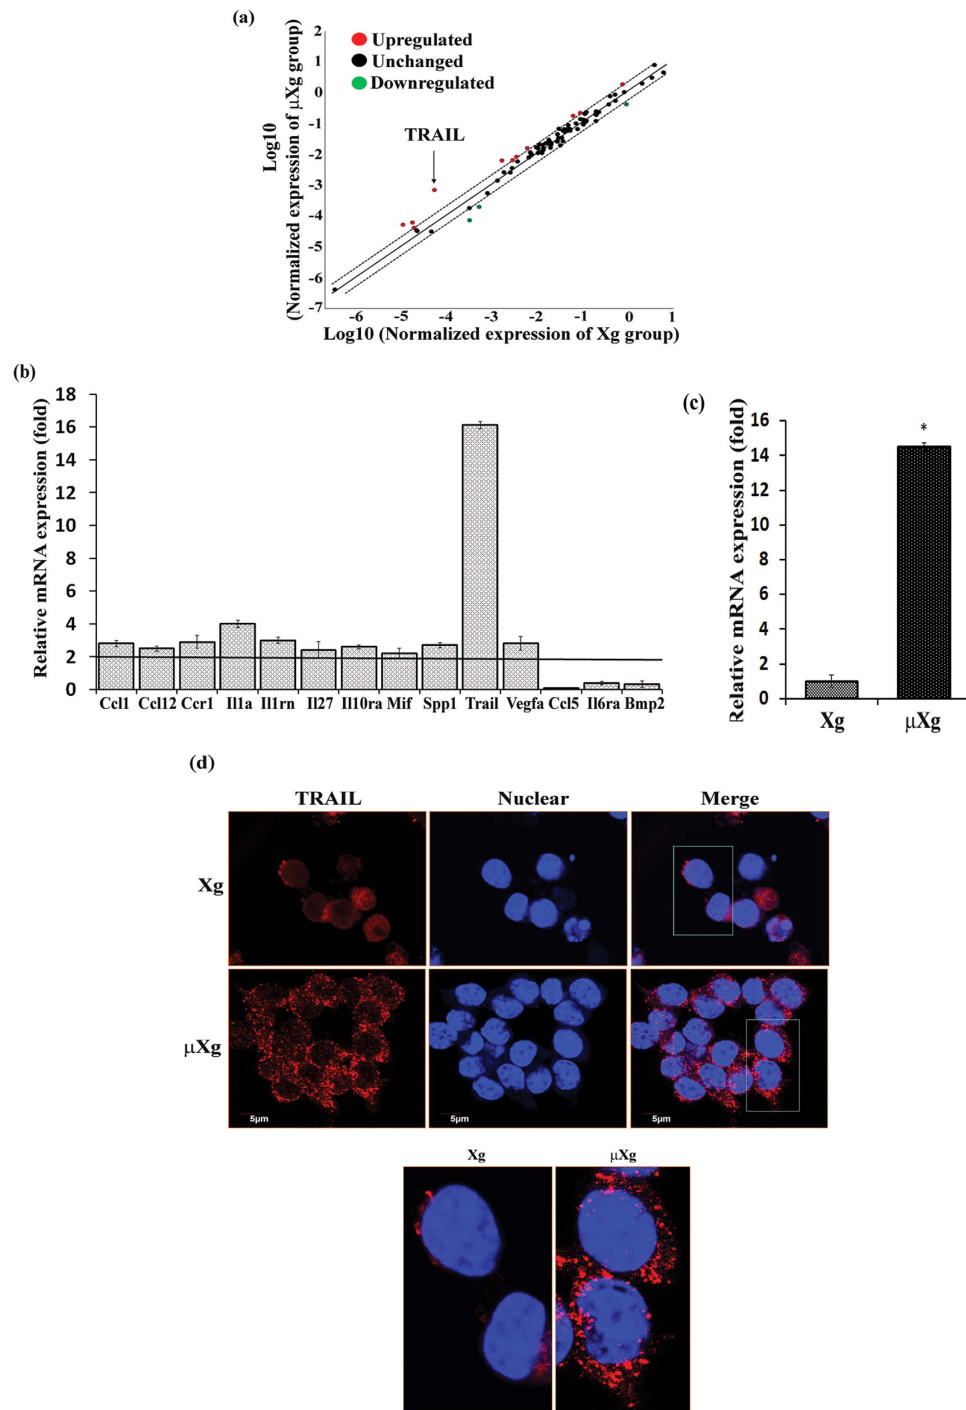 (a)
Log10
(Normalized expression of µXg group)
2
1
0
-1
-2
-3
-4
-5
-6
-7
Upregulated
Unchanged
Downregulated
TRAIL
-6 -5 -4 -3 -2 -1 0 1
Log10 (Normalized expression of Xg group)
(b)
Relative mRNA expression (fold)
18
16
14
12
10
8
6
4
2
0
Ccl1 Ccl12 Ccr1 Il1a Il1rn Il27 Il10ra Mif Spp1 Trail Vegfa Ccl5 Il6ra Bmp2
(c)
Relative mRNA expression (fold)
16
14
12
10
8
6
4
2
0
*
Xg µXg
(d)
TRAIL Nuclear Merge
Xg
µXg
5µm 5µm 5µm
Xg µXg